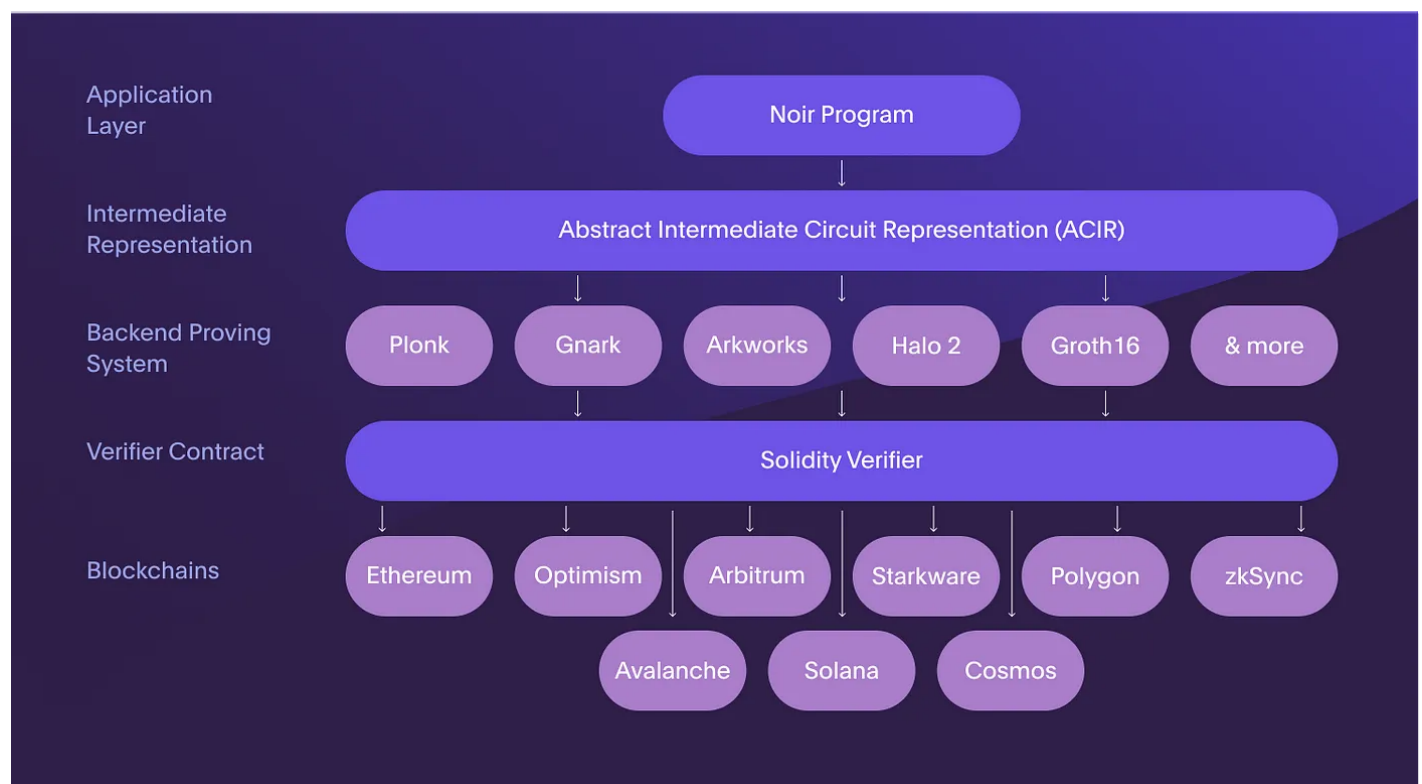 Application
Layer
Noir Program
Intermediate
Representation
Abstract Intermediate Circuit Representation (ACIR)
Backend Proving
System
Plonk
Gnark
Arkworks
Halo 2
Groth16
& more
Verifier Contract
Solidity Verifier
Blockchains
Ethereum
Optimism
Arbitrum
Starkware
Polygon
zkSync
Avalanche
Solana
Cosmos